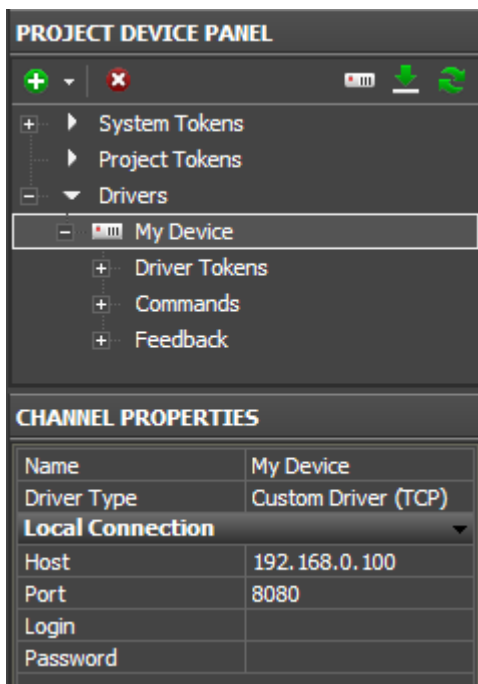 PROJECT DEVICE PANEL
System Tokens
Project Tokens
Drivers
My Device
Driver Tokens
Commands
Feedback
CHANNEL PROPERTIES
Name My Device
Driver Type Custom Driver (TCP)
Local Connection
Host 192.168.0.100
Port 8080
Login
Password